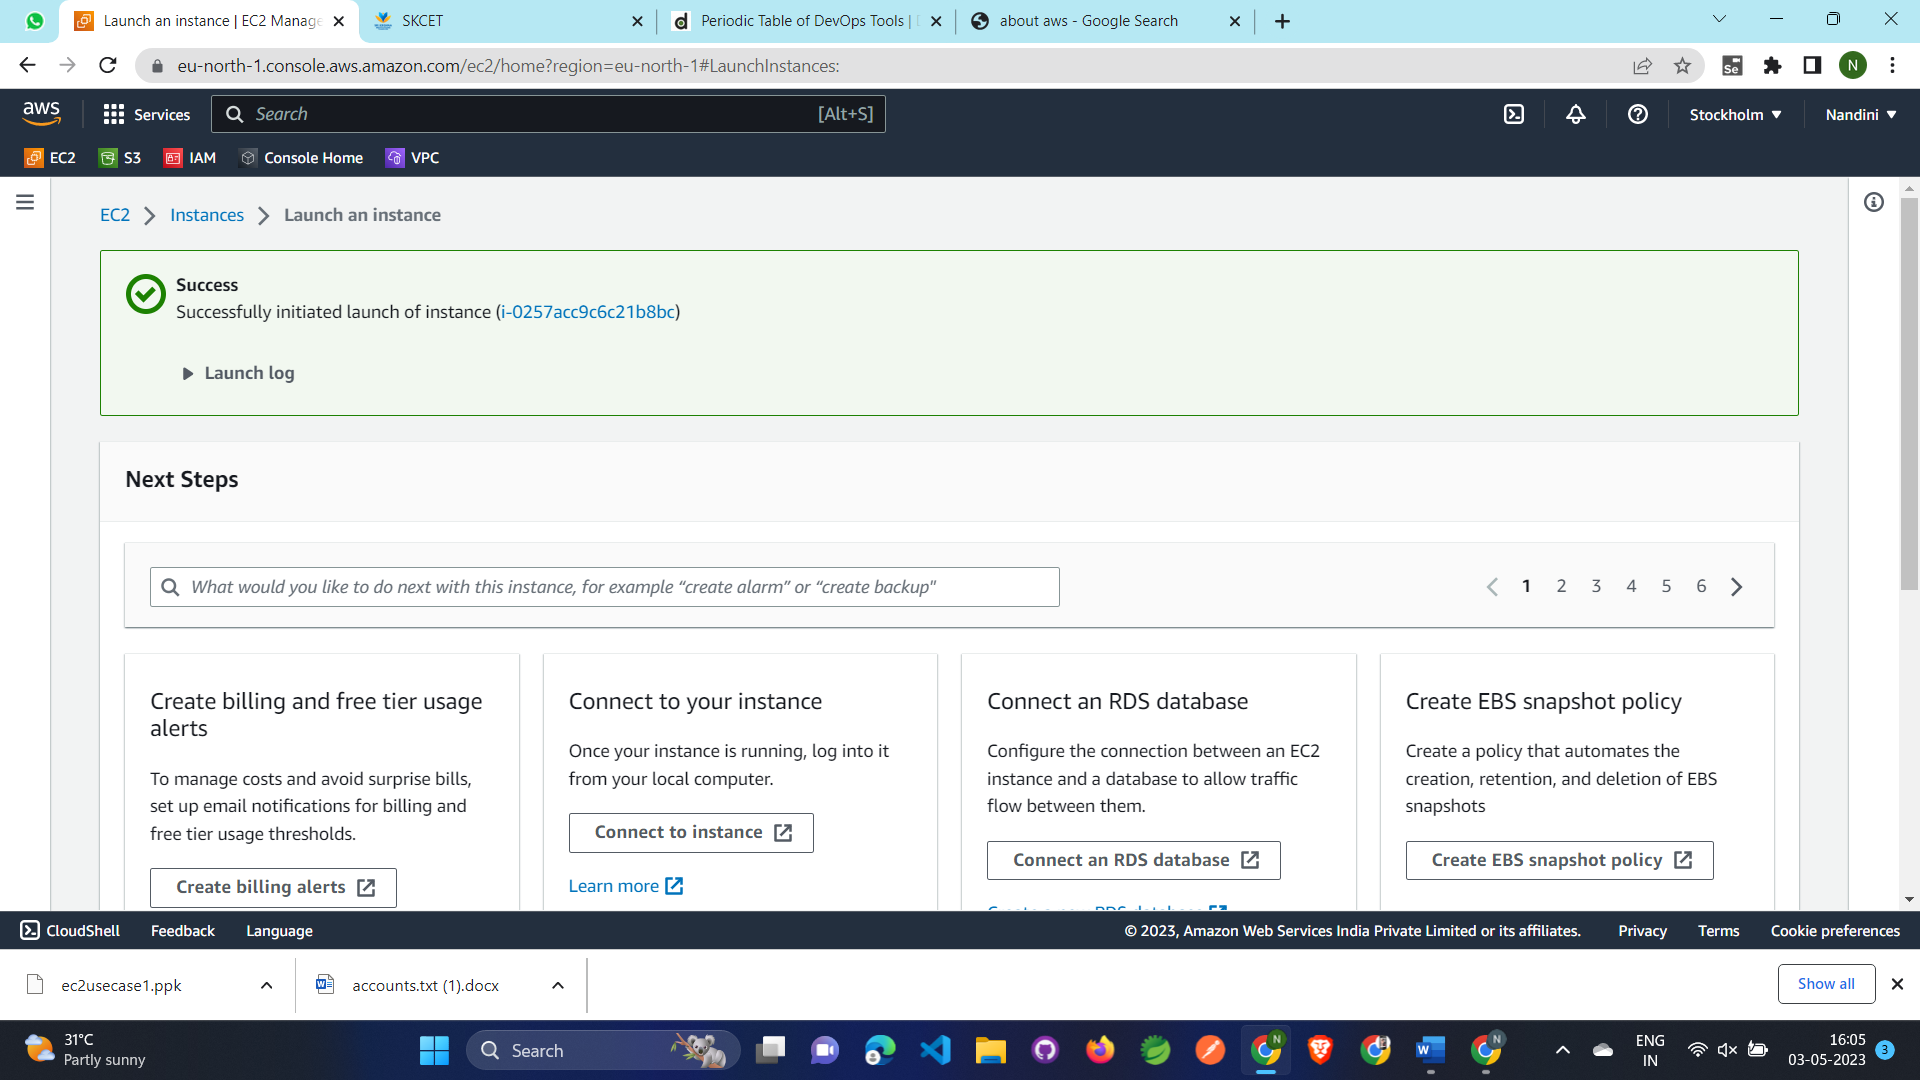 Launch an instance | EC2 Manage
SKCET
Periodic Table of DevOps Tools |
about aws - Google Search
eu-north-1.console.aws.amazon.com/ec2/home?region=eu-north-1#LaunchInstances:
Se
N
aws
Services
Search
[Alt+S]
Stockholm
Nandini
EC2
S3
IAM
Console Home
VPC
EC2
Instances
Launch an instance
Success
Successfully initiated launch of instance (i-0257acc9c6c21b8bc)
Launch log
Next Steps
What would you like to do next with this instance, for example “create alarm” or “create backup"
1 2 3 4 5 6
Create billing and free tier usage
alerts
To manage costs and avoid surprise bills,
set up email notifications for billing and
free tier usage thresholds.
Create billing alerts
Connect to your instance
Once your instance is running, log into it
from your local computer.
Connect to instance
Learn more
Connect an RDS database
Configure the connection between an EC2
instance and a database to allow traffic
flow between them.
Connect an RDS database
Create EBS snapshot policy
Create a policy that automates the
creation, retention, and deletion of EBS
snapshots
Create EBS snapshot policy
CloudShell
Feedback
Language
© 2023, Amazon Web Services India Private Limited or its affiliates.
Privacy
Terms
Cookie preferences
ec2usecase1.ppk
accounts.txt (1).docx
Show all
31°C
Partly sunny
Search
ENG
IN
16:05
03-05-2023
3